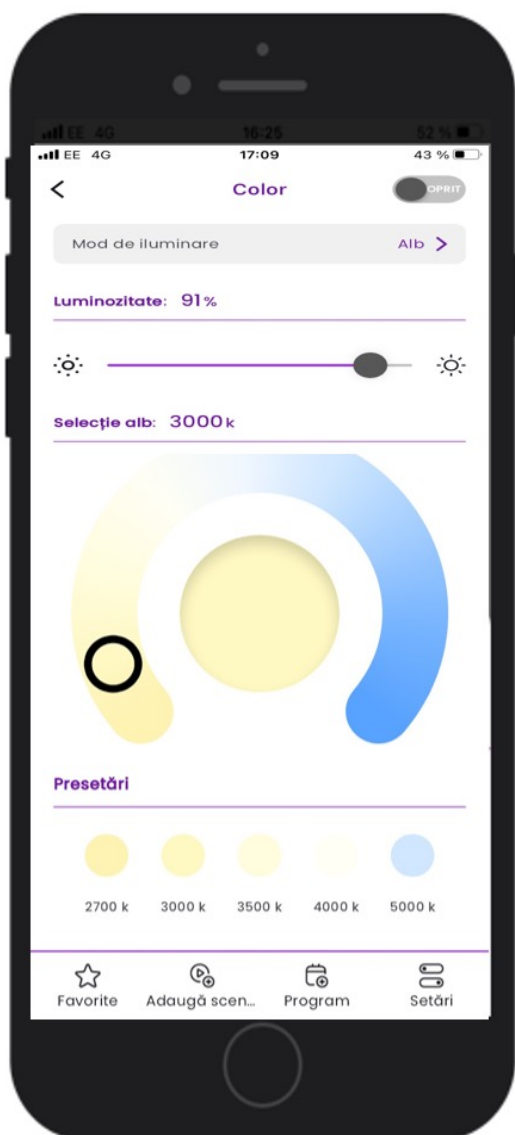 EE 4G 16:25 52 %
EE 4G 17:09 43 %
Color OPRIT
Mod de iluminare Alb
Luminozitate: 91%
Selecție alb: 3000 k
Presetări
2700 k 3000 k 3500 k 4000 k 5000 k
Favorite Adaugă scen... Program Setări